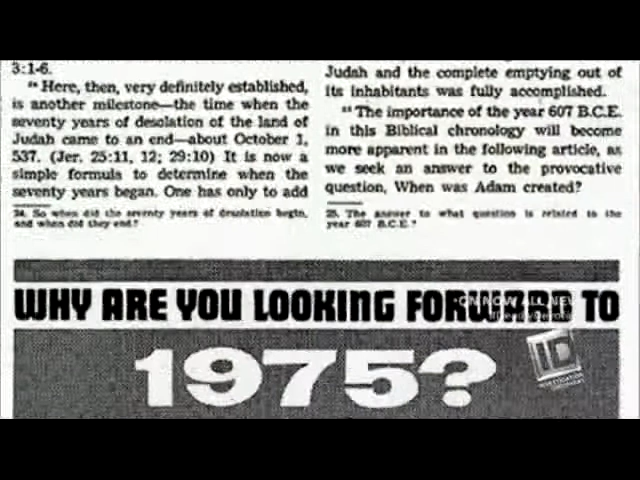 3:1-6.
24 Here, then, very definitely established,
is another milestone—the time when the
seventy years of desolation of the land of
Judah came to an end—about October 1,
537. (Jer. 25:11, 12; 29:10) It is now a
simple formula to determine when the
seventy years began. One has only to add
24. So when did the seventy years of desolation begin,
and when did they end?
Judah and the complete emptying out of
its inhabitants was fully accomplished.
25 The importance of the year 607 B.C.E.
in this Biblical chronology will become
more apparent in the following article, as
we seek an answer to the provocative
question, When was Adam created?
25. The answer to what question is related to the
year 607 B.C.E.?
WHY ARE YOU LOOKING FORWARD TO
1975?
ON NOW ALL NEW
ID
INVESTIGATION
DISCOVERY